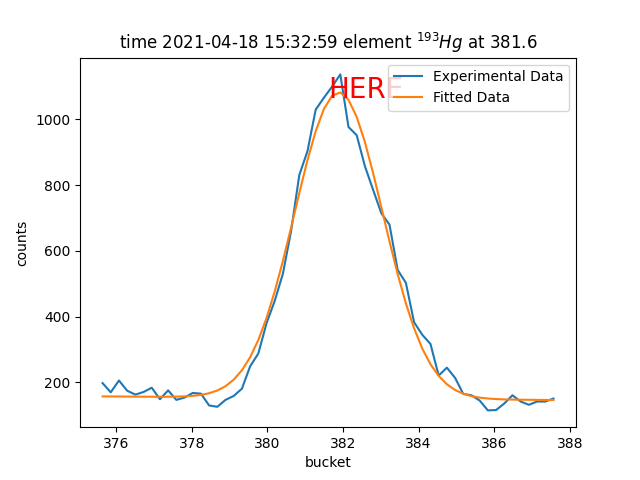 time 2021-04-18 15:32:59 element ¹⁹³Hg at 381.6
HERE
Experimental Data
Fitted Data
counts
1000
800
600
400
200
376 378 380 382 384 386 388
bucket